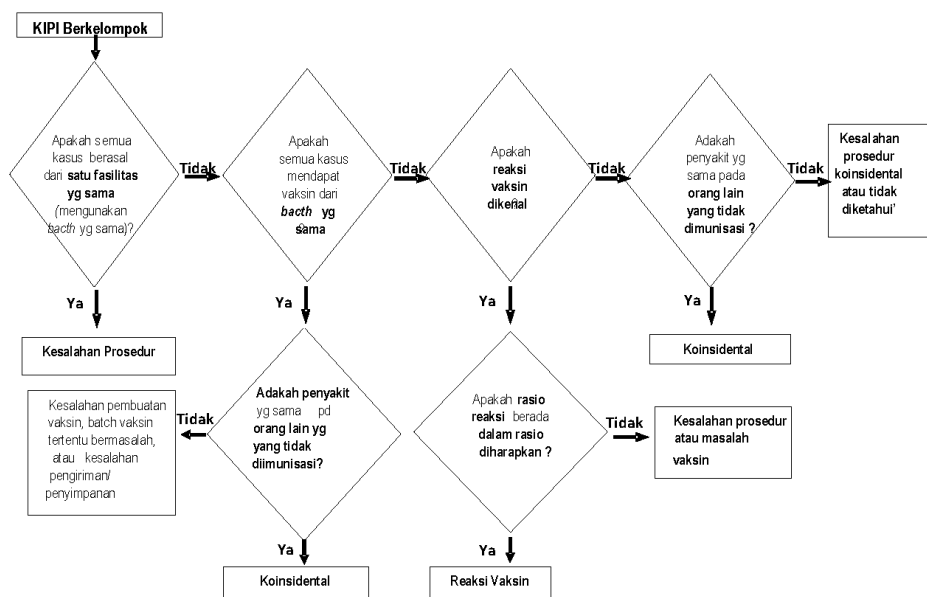 KIPI Berkelompok
Apakah semua
kasus berasal
dari satu fasilitas
yg sama
(mengunakan
bacth yg sama)?
Tidak
Apakah
semua kasus
mendapat
vaksin dari
bacth yg
sama
Tidak
Apakah
reaksi
vaksin
dikenal
Tidak
Adakah
penyakit yg
sama pada
orang lain
yang tidak
dimunisasi ?
Tidak
Kesalahan
prosedur
koinsidental
atau tidak
diketahui'
Ya
Ya
Ya
Ya
Kesalahan Prosedur
Koinsidental
Kesalahan pembuatan
vaksin, batch vaksin
tertentu bermasalah,
atau kesalahan
pengiriman/
penyimpanan
Tidak
Adakah penyakit
yg sama pd
orang lain yg
yang tidak
diimunisasi?
Apakah rasio
reaksi berada
dalam rasio
diharapkan ?
Tidak
Kesalahan prosedur
atau masalah
vaksin
Ya
Ya
Koinsidental
Reaksi Vaksin